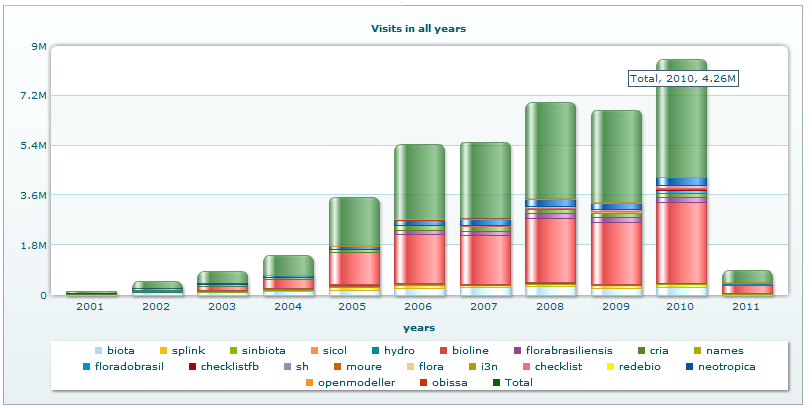 Visits in all years
9M
7.2M
5.4M
3.6M
1.8M
0
Total, 2010, 4.26M
2001 2002 2003 2004 2005 2006 2007 2008 2009 2010 2011
years
biota splink sinbiota sicol hydro bioline florabrasiliensis cria names
floradobrasil checklistfb sh moure flora i3n checklist redebio neotropica
openmodeller obissa Total